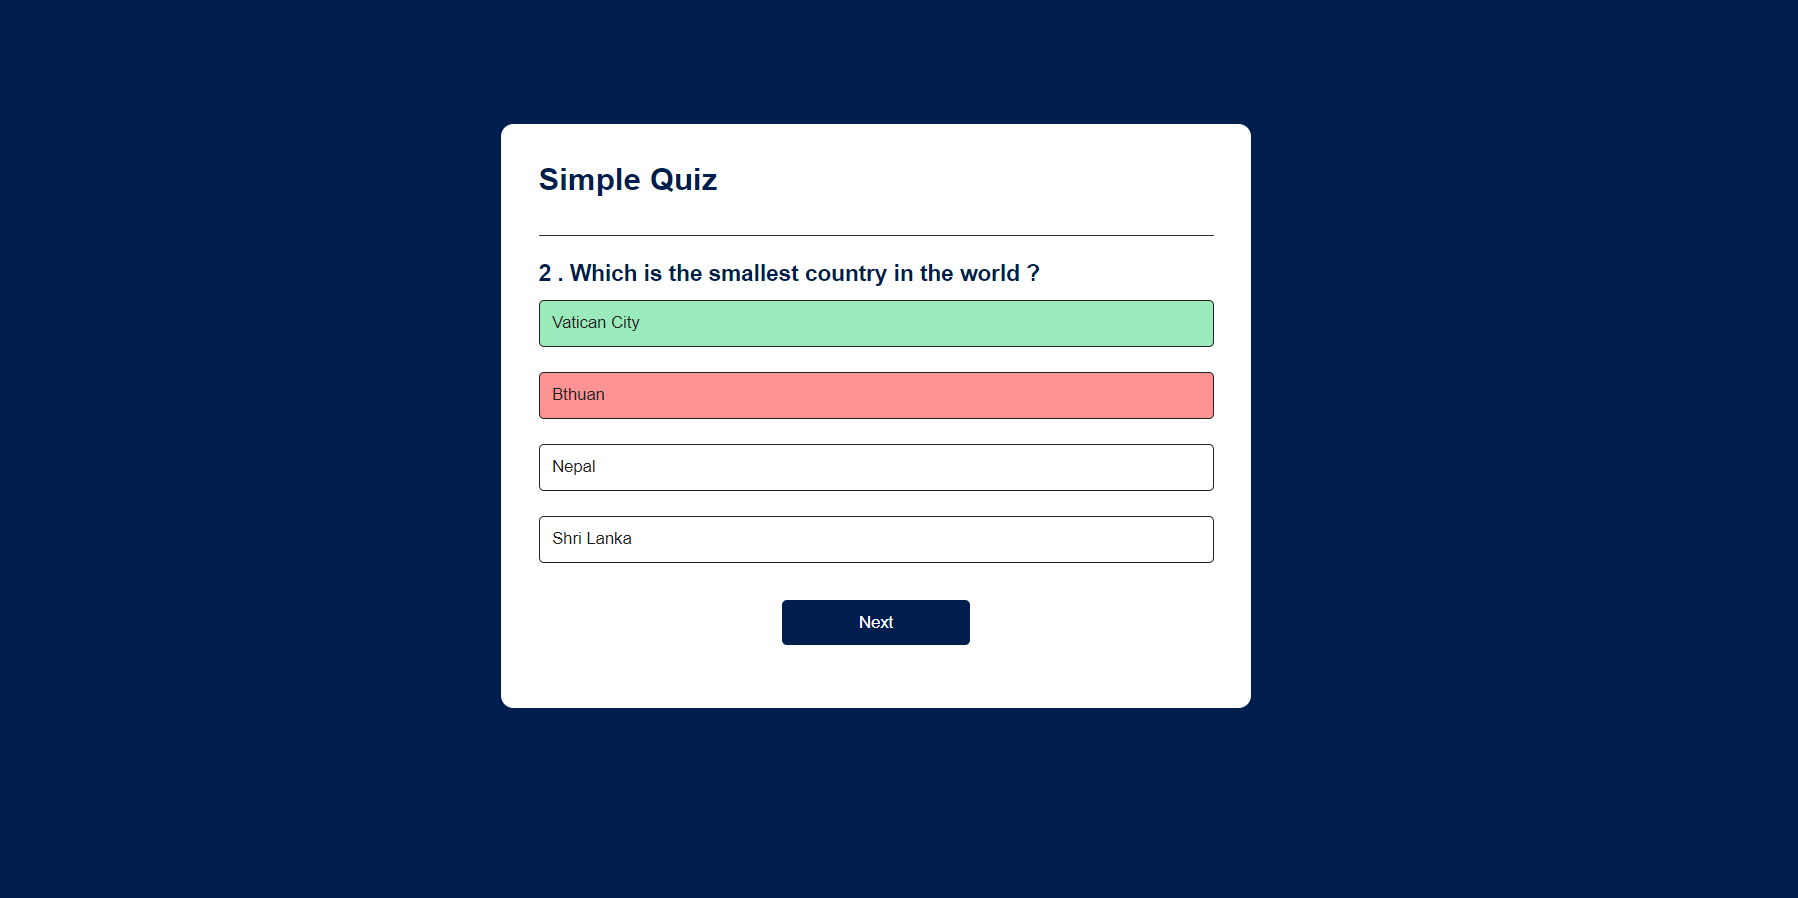 Simple Quiz
2 . Which is the smallest country in the world ?
Vatican City
Bthuan
Nepal
Shri Lanka
Next